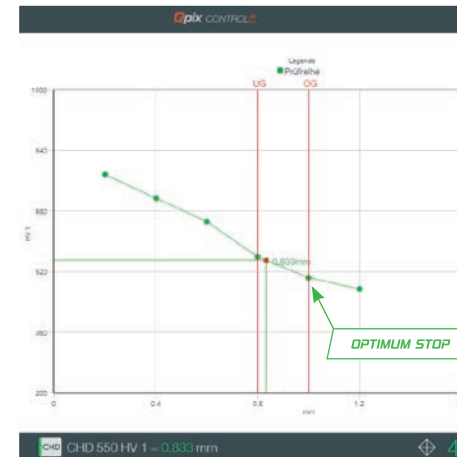 Qpix CONTROL2
Legende
Prüfreihe
UG OG
1000
840
680
520
360
200
HV 1
0,833mm
OPTIMUM STOP
0 0.4 0.8 1.2
mm
CHD CHD 550 HV 1 = 0,833 mm